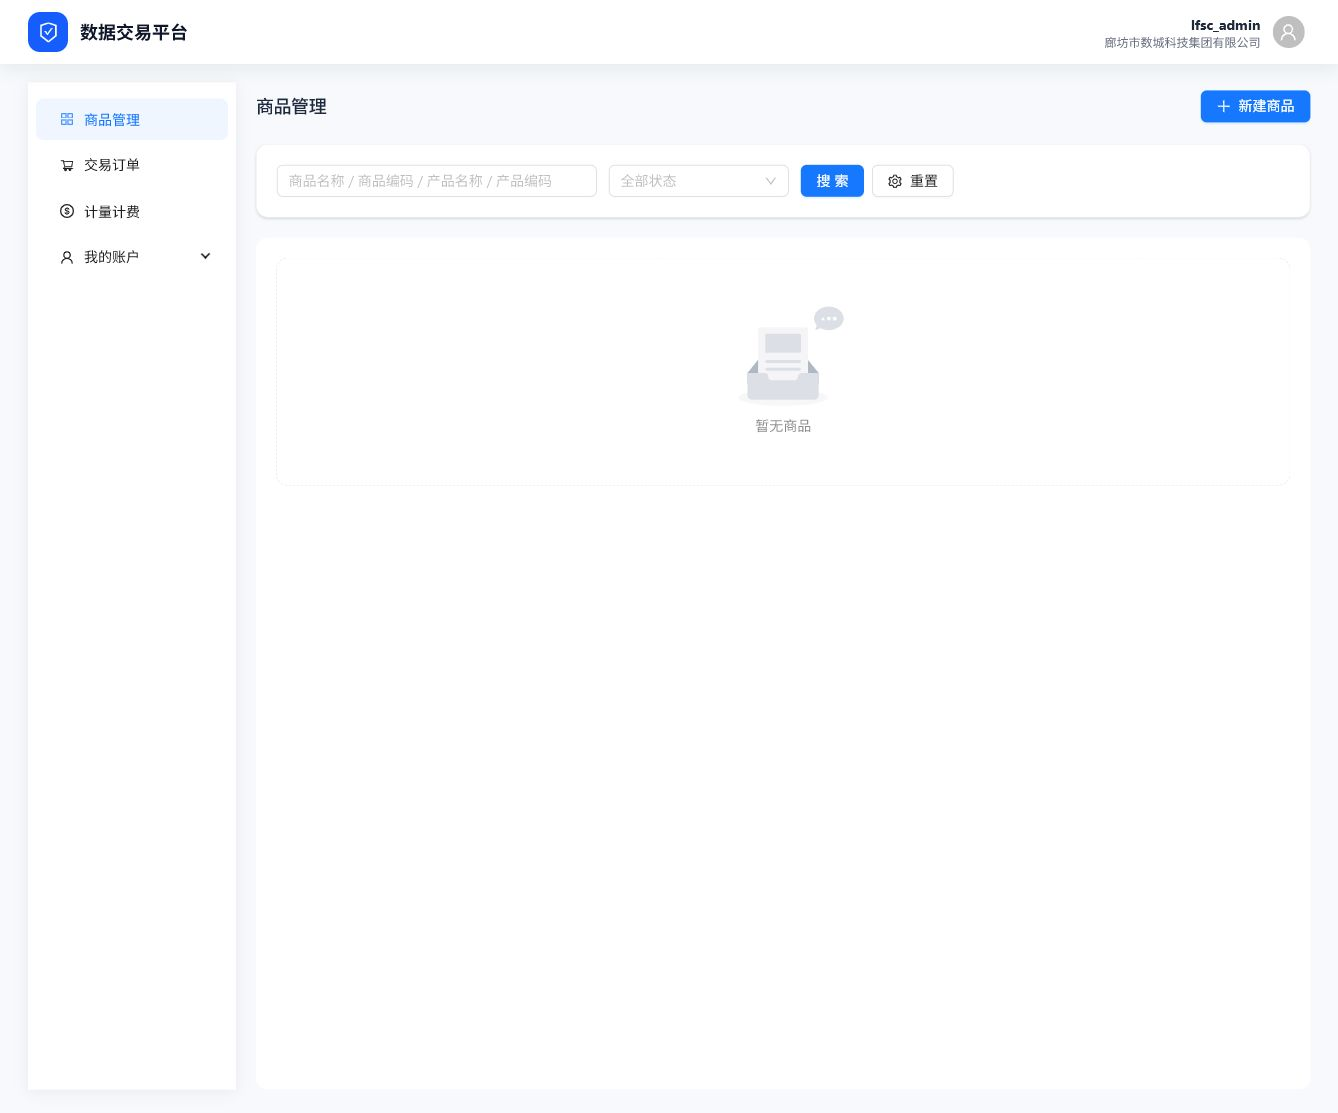 数据交易平台
lfsc_admin
廊坊市数城科技集团有限公司
商品管理
交易订单
计量计费
我的账户
商品管理
新建商品
商品名称 / 商品编码 / 产品名称 / 产品编码
全部状态
搜 索
重置
暂无商品